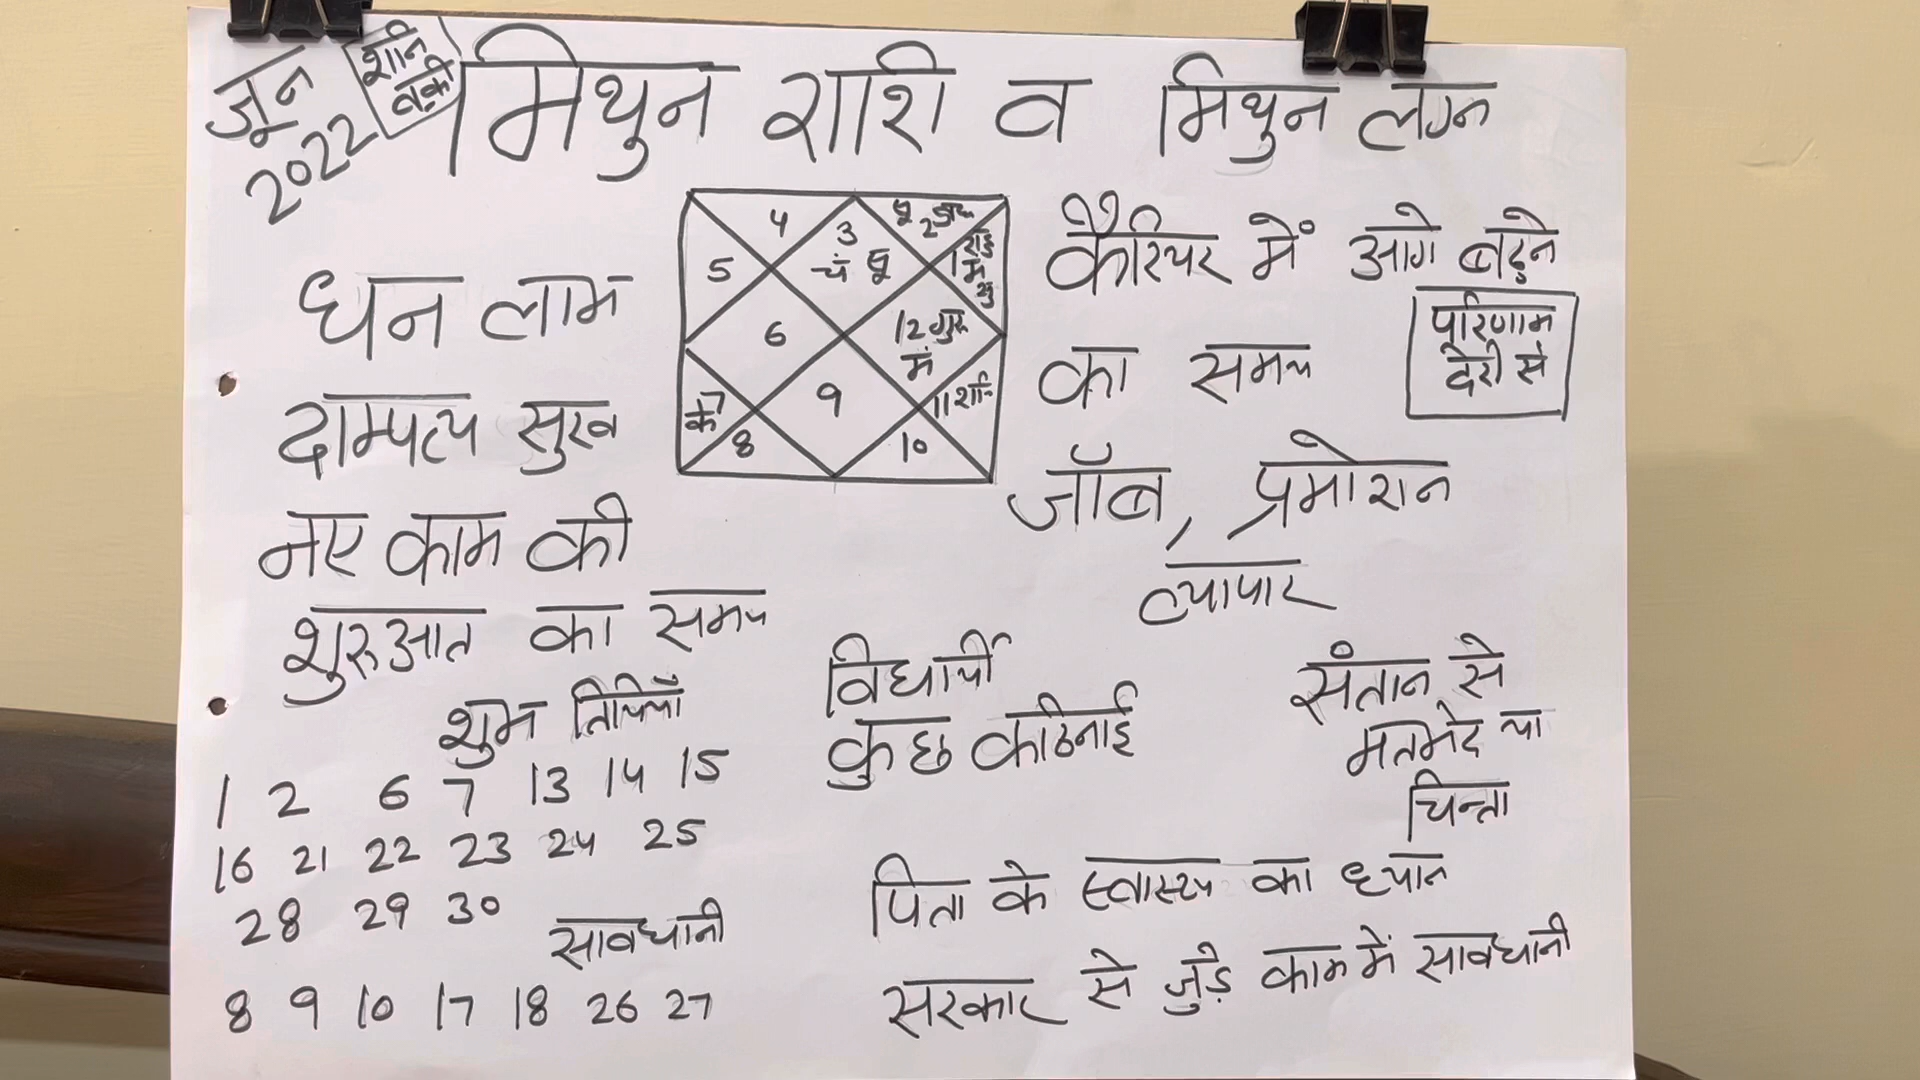 जून
2022
शनि
वक्री
मिथुन राशि व मिथुन लग्न
धन लाभ
दाम्पत्य सुख
नए काम की
शुरूआत का समय
4
3
चं सू
2
5
6
12 गुरु
मं
1
9
7
के
8
10
11 शनि
कैरियर में आगे बढ़ने
का समय
परिणाम
देरी से
जॉब, प्रमोशन
व्यापार
शुभ तिथियाँ
1 2 6 7 13 14 15
16 21 22 23 24 25
28 29 30
सावधानी
8 9 10 17 18 26 27
विधार्थी
कुछ कठिनाई
संतान से
मतभेद या
चिन्ता
पिता के स्वास्थ्य का ध्यान
सरकार से जुड़े काम में सावधानी